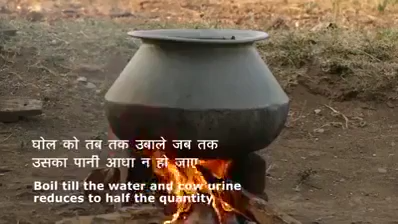 घोल को तब तक उबाले जब तक
उसका पानी आधा न हो जाए
Boil till the water and cow urine
reduces to half the quantity